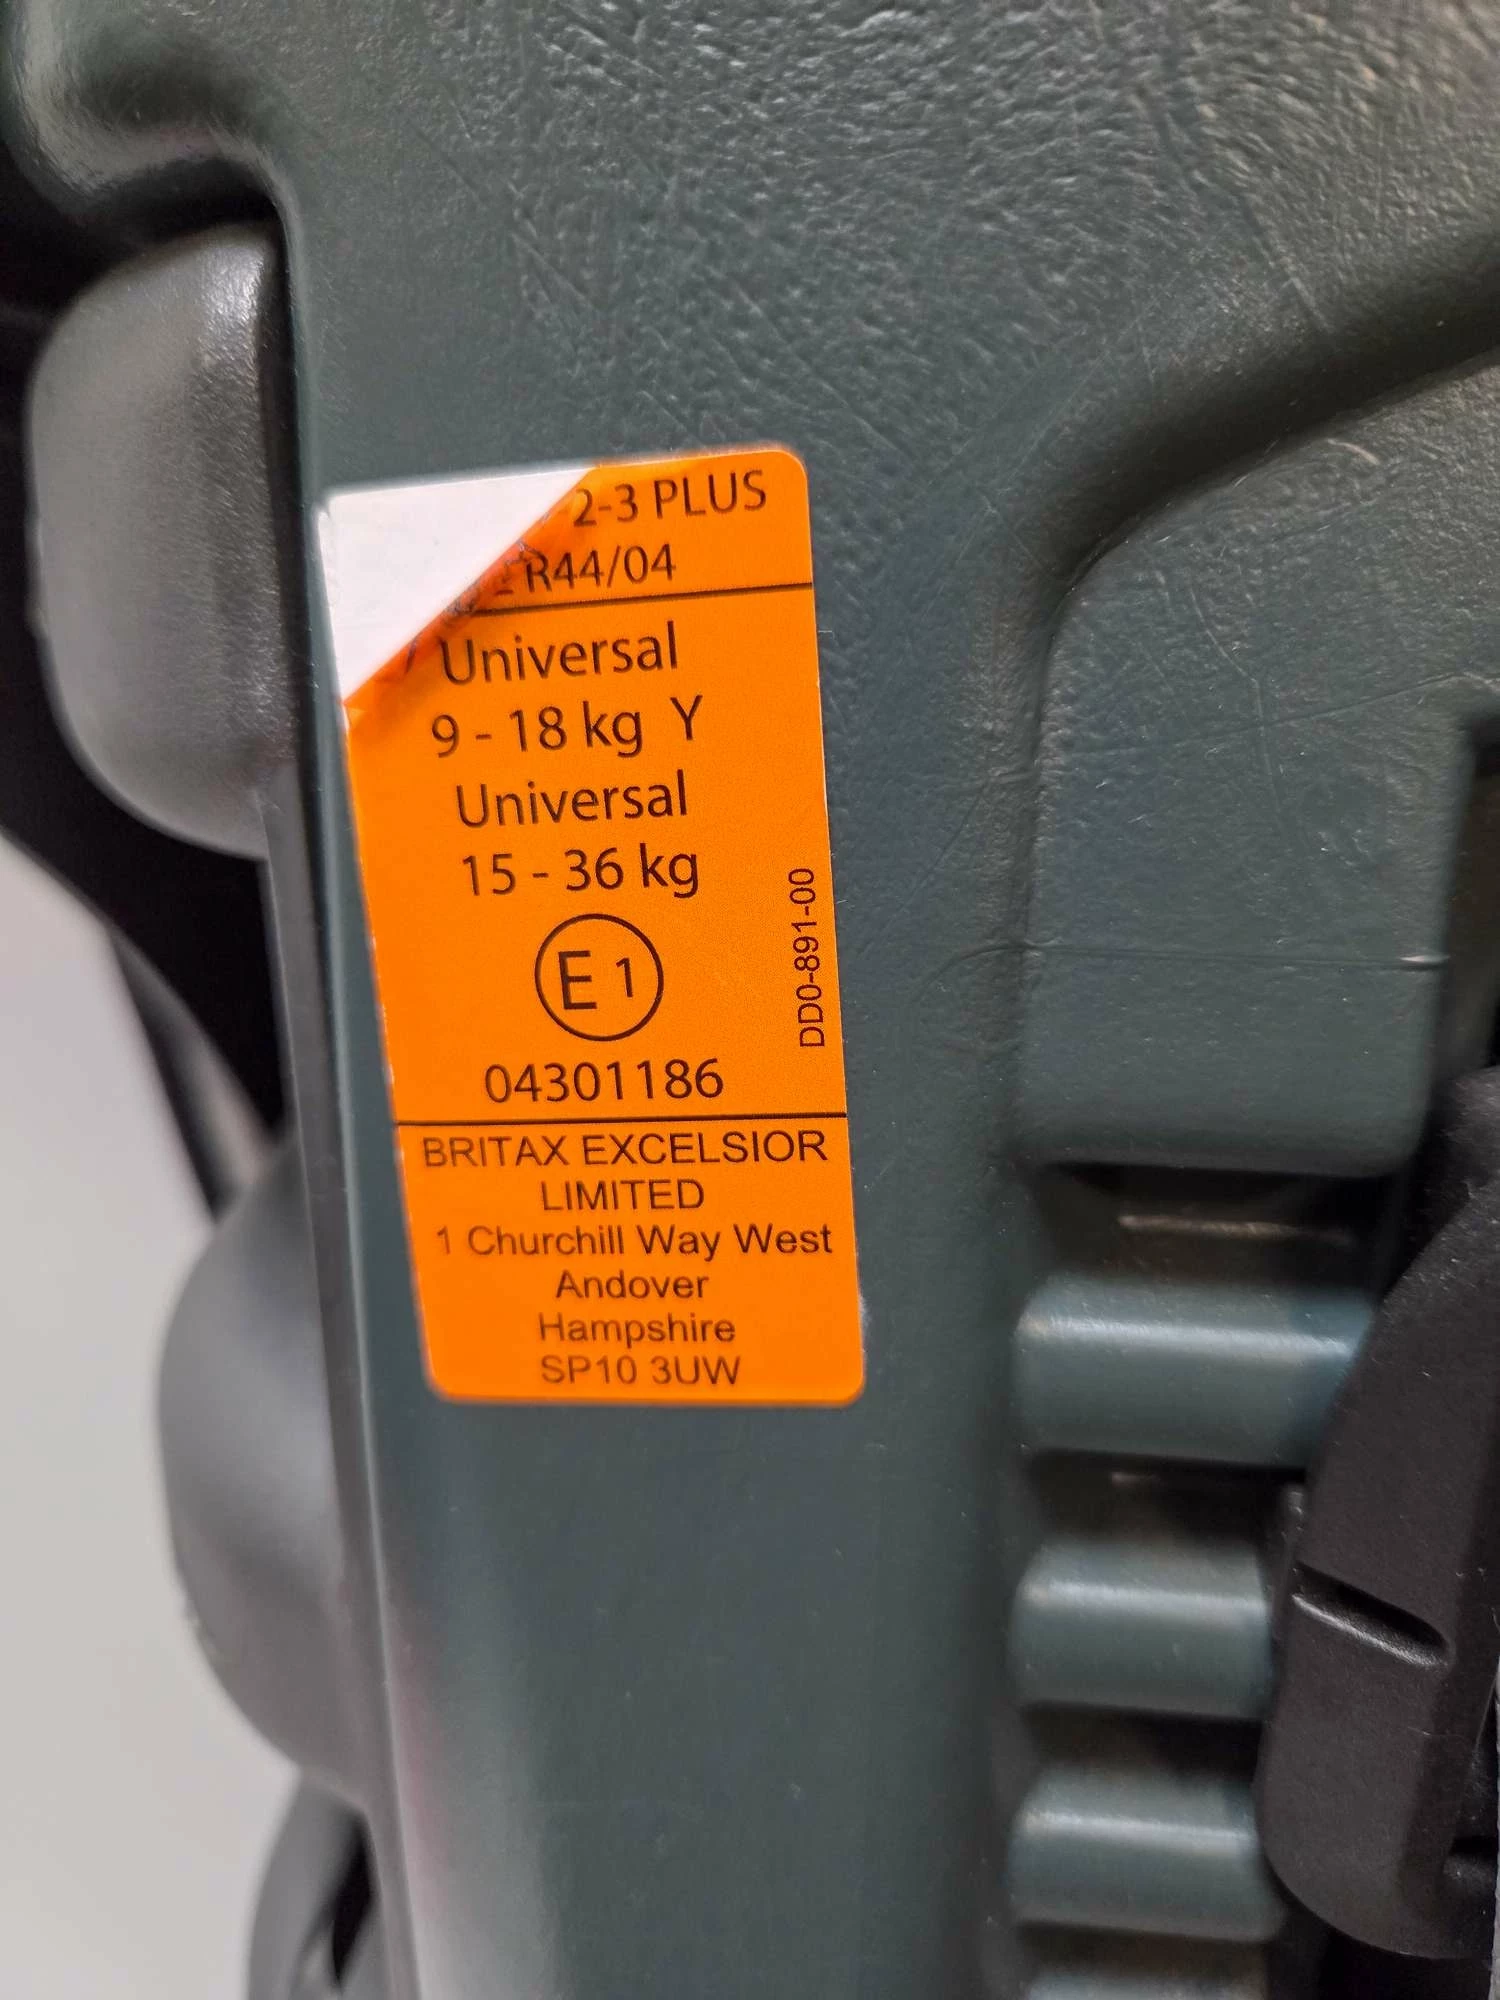 2-3 PLUS
R44/04
Universal
9 - 18 kg Y
Universal
15 - 36 kg
E 1
04301186
DD0-891-00
BRITAX EXCELSIOR
LIMITED
1 Churchill Way West
Andover
Hampshire
SP10 3UW